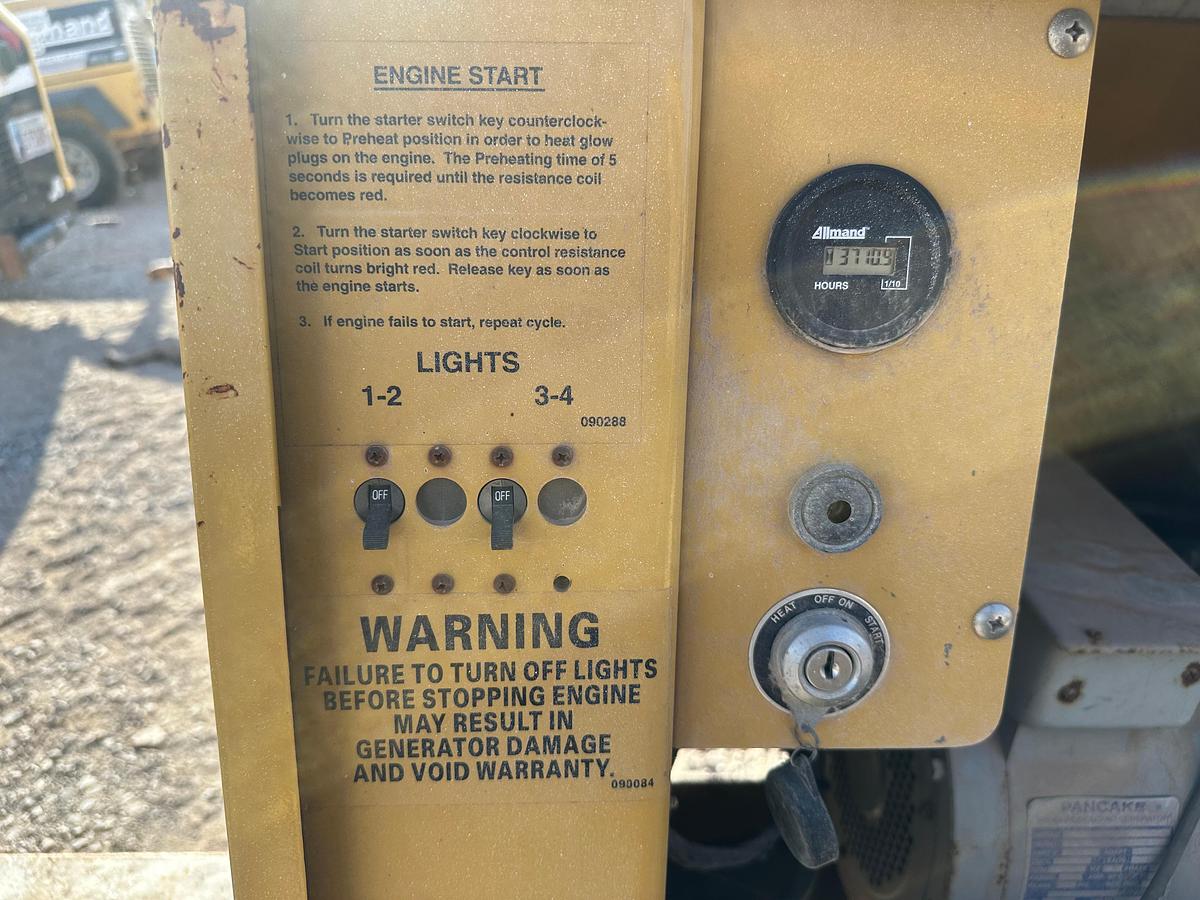 ENGINE START
1. Turn the starter switch key counterclock-
wise to Preheat position in order to heat glow
plugs on the engine. The Preheating time of 5
seconds is required until the resistance coil
becomes red.
2. Turn the starter switch key clockwise to
Start position as soon as the control resistance
coil turns bright red. Release key as soon as
the engine starts.
3. If engine fails to start, repeat cycle.
LIGHTS
1-2 3-4
090288
OFF OFF
WARNING
FAILURE TO TURN OFF LIGHTS
BEFORE STOPPING ENGINE
MAY RESULT IN
GENERATOR DAMAGE
AND VOID WARRANTY.
090084
Allmand
37109
HOURS 1/10
HEAT OFF ON START
PANCAKE